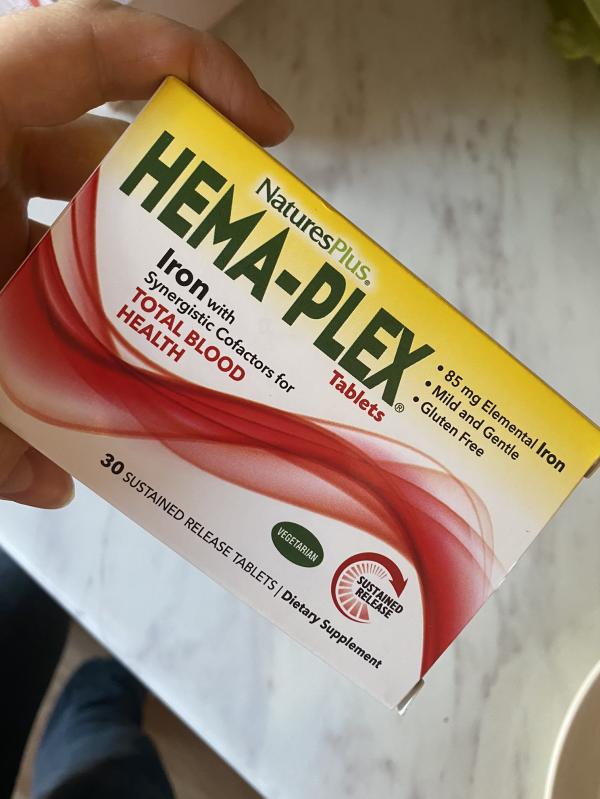 NaturesPlus®
HEMA-PLEX®
Tablets
Iron with
Synergistic Cofactors for
TOTAL BLOOD
HEALTH
• 85 mg Elemental Iron
• Mild and Gentle
• Gluten Free
VEGETARIAN
SUSTAINED
RELEASE
30 SUSTAINED RELEASE TABLETS | Dietary Supplement